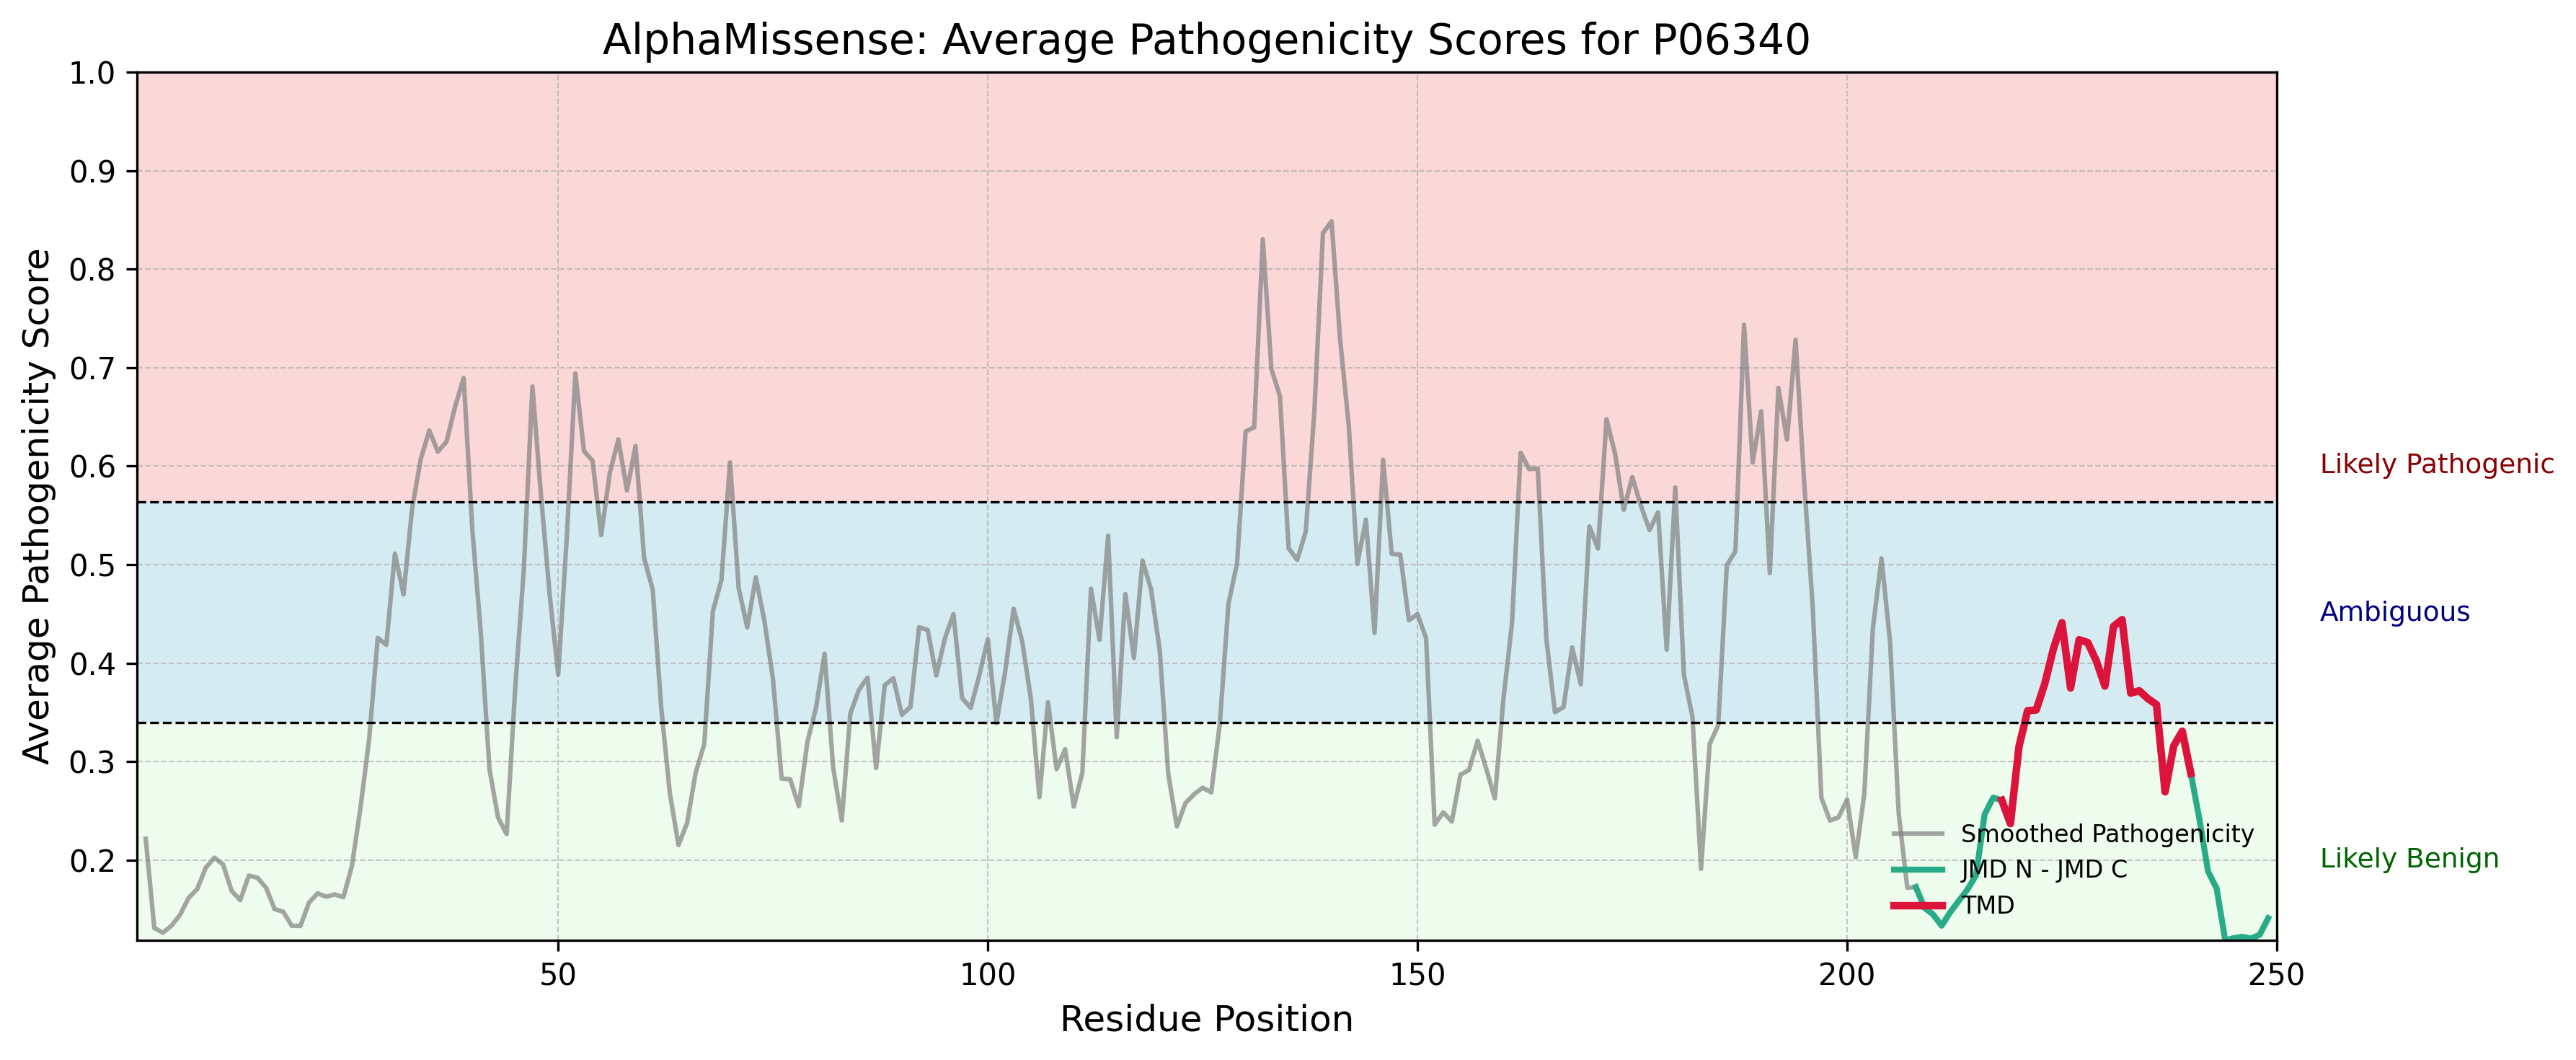 AlphaMissense: Average Pathogenicity Scores for P06340
Average Pathogenicity Score
1.0
0.9
0.8
0.7
0.6
0.5
0.4
0.3
0.2
Likely Pathogenic
Ambiguous
Likely Benign
Smoothed Pathogenicity
JMD N - JMD C
TMD
50
100
150
200
250
Residue Position